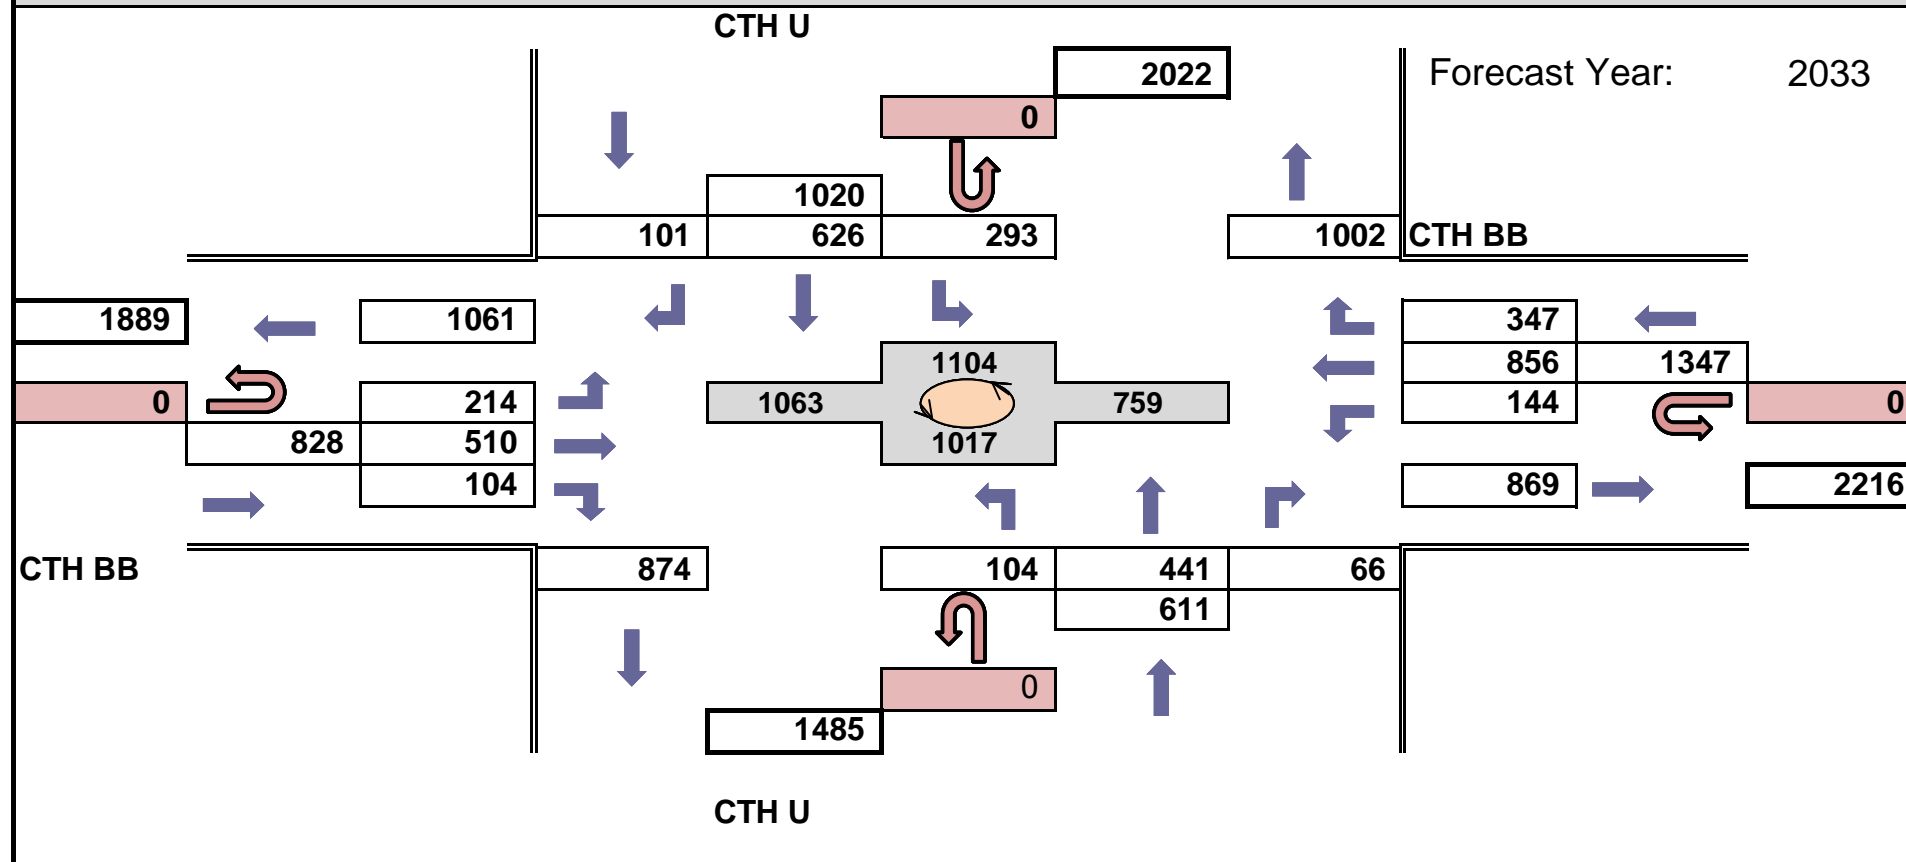 CTH U
2022
Forecast Year: 2033
0
1020
101 626 293 1002 CTH BB
1889 1061 347
1104 856 1347
0 214 1063 759 144 0
828 510 1017
104 869 2216
CTH BB 874 104 441 66
611
0
1485
CTH U